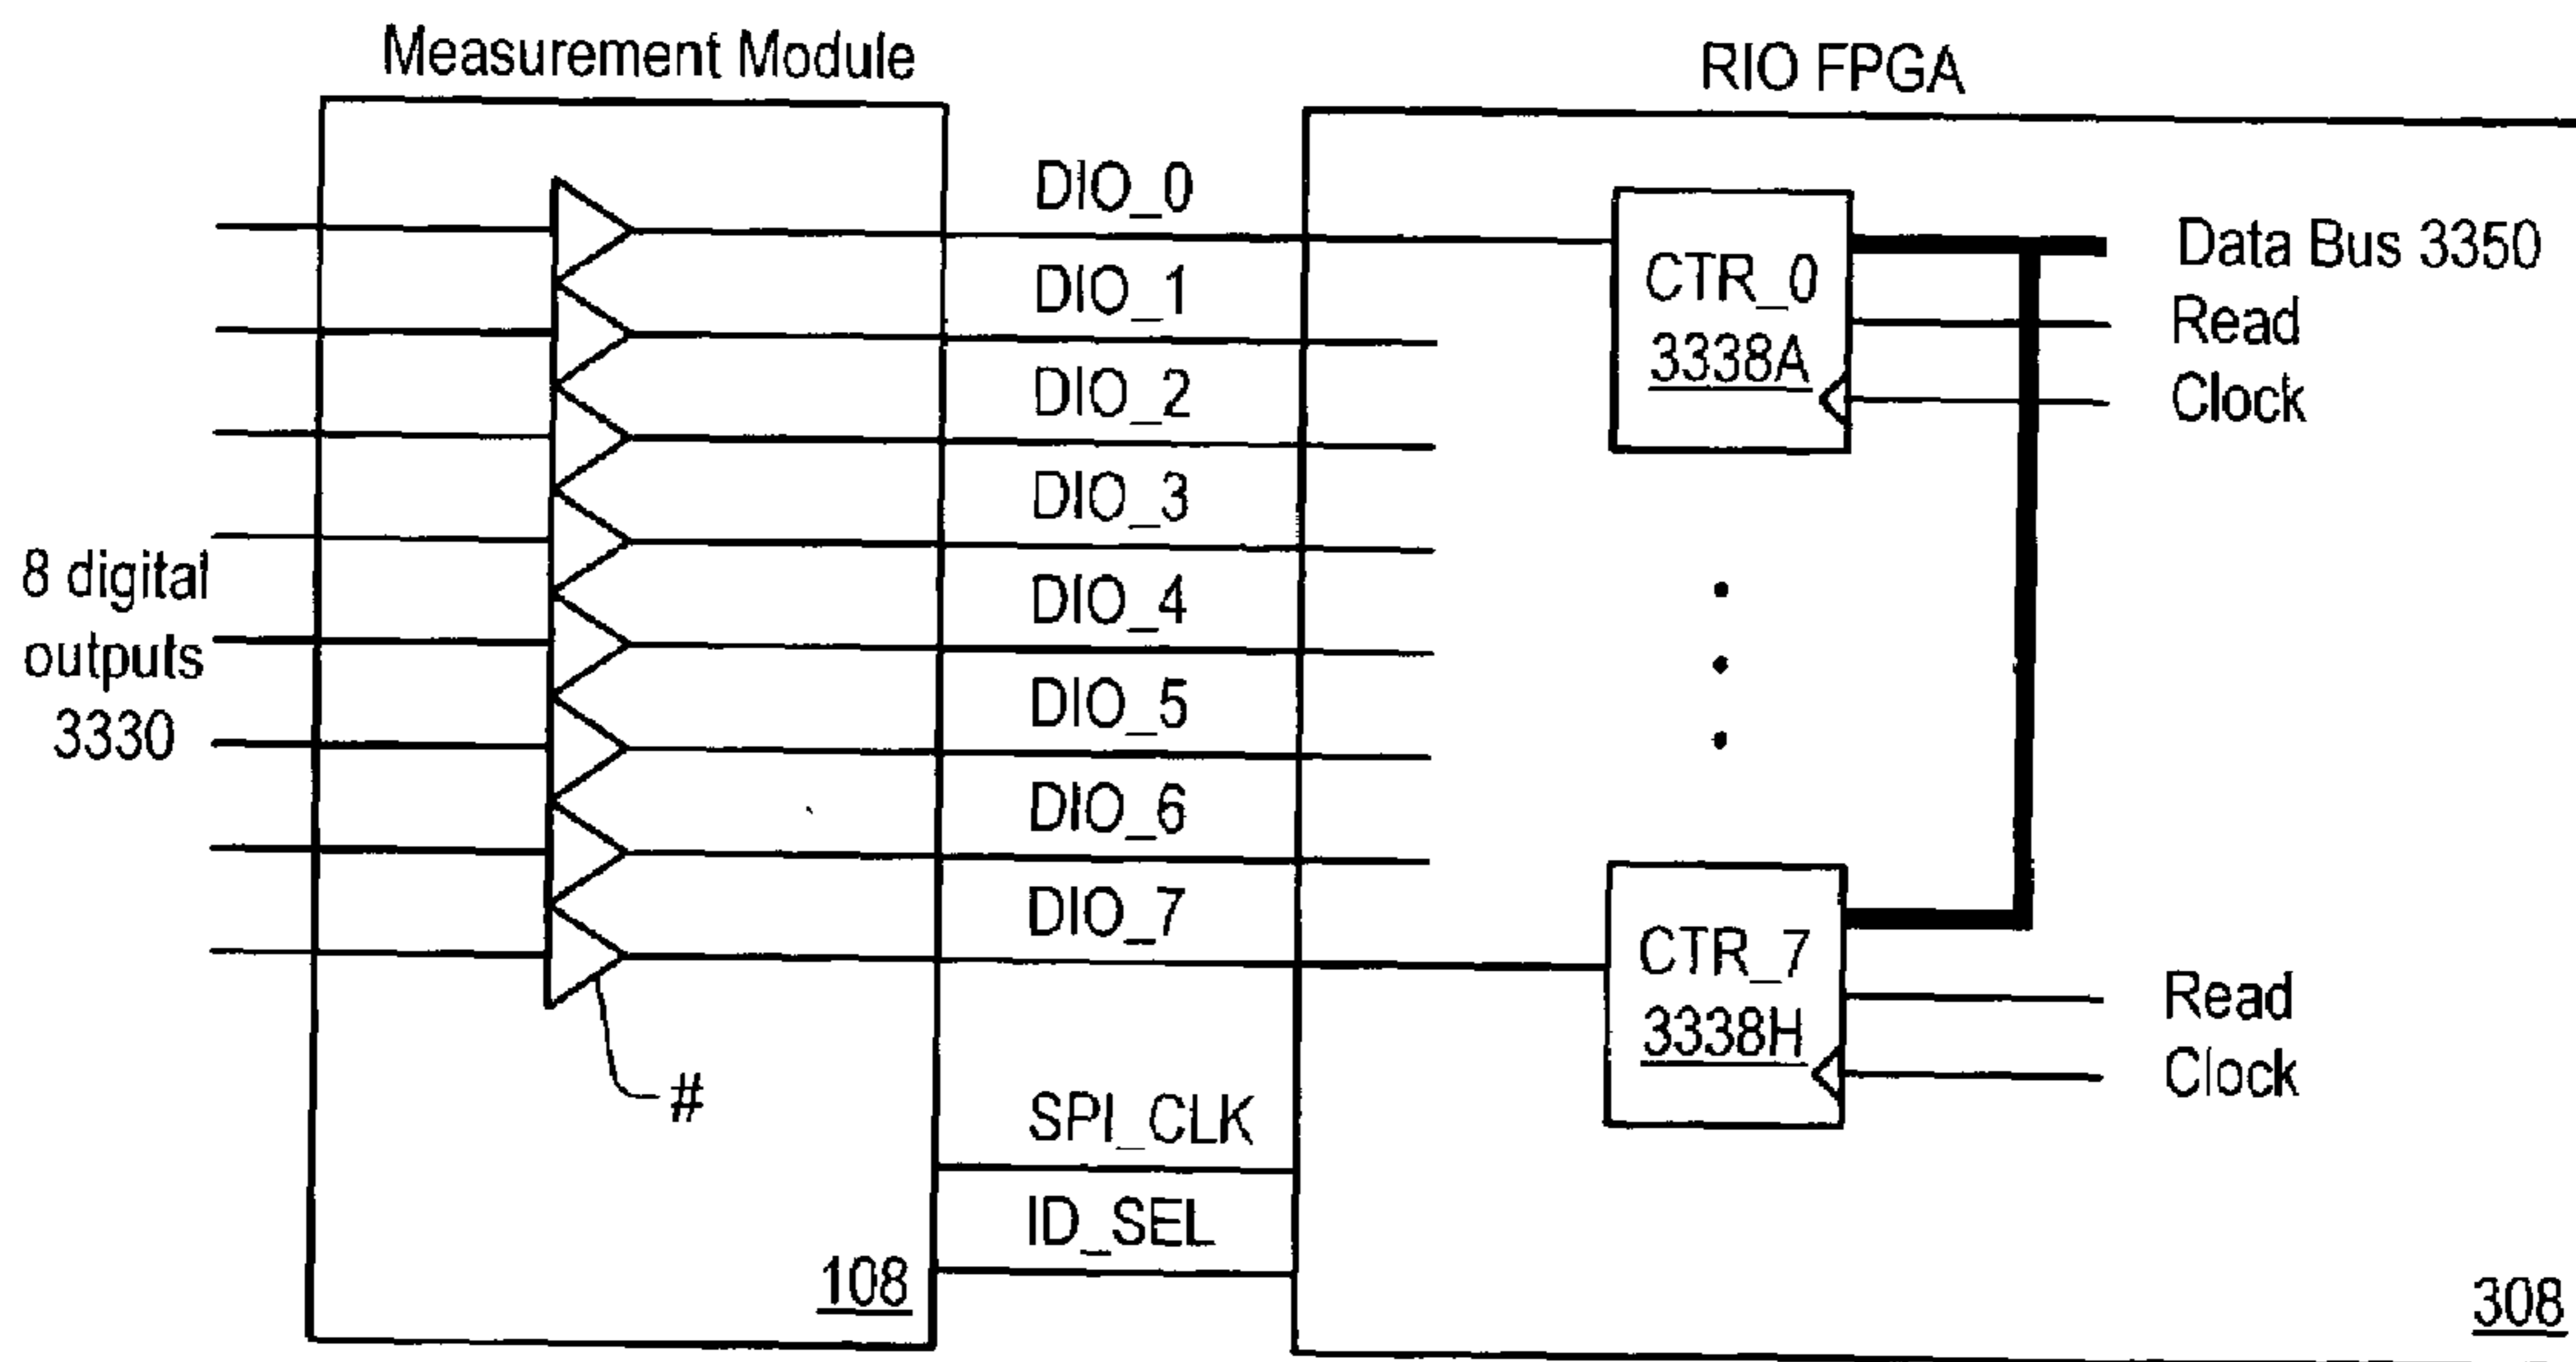 Measurement Module
RIO FPGA
DIO_0
DIO_1
DIO_2
DIO_3
DIO_4
DIO_5
DIO_6
DIO_7
SPI_CLK
ID_SEL
8 digital
outputs
3330
#
108
CTR_0
3338A
Data Bus 3350
Read
Clock
CTR_7
3338H
Read
Clock
308